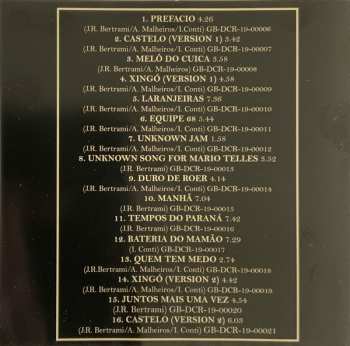 1. PREFACIO 4.26
(J.R. Bertrami/A. Malheiros/I.Conti) GB-DCR-19-00006
2. CASTELO (VERSION 1) 3.42
(J.R. Bertrami/A. Malheiros/I. Conti) GB-DCR-19-00007
3. MELÔ DO CUICA 3.58
(J.R. Bertrami/A. Malheiros) GB-DCR-19-00008
4. XINGÓ (VERSION 1) 4.58
(J.R. Bertrami/A. Malheiros/I. Conti) GB-DCR-19-00009
5. LARANJEIRAS 7.36
(J.R. Bertrami/A. Malheiros/I. Conti) GB-DCR-19-00010
6. EQUIPE 68 5.44
(J.R. Bertrami/A. Malheiros/I. Conti) GB-DCR-19-00011
7. UNKNOWN JAM 1.58
(J.R. Bertrami/A. Malheiros/I. Conti) GB-DCR-19-00012
8. UNKNOWN SONG FOR MARIO TELLES 3.52
(J.R. Bertrami) GB-DCR-19-00013
9. DURO DE ROER 4.14
(J.R. Bertrami/A. Malheiros/I. Conti) GB-DCR-19-00014
10. MANHÃ 7.04
(J.R. Bertrami) GB-DCR-19-00015
11. TEMPOS DO PARANÁ 7.42
(J.R. Bertrami) GB-DCR-19-00016
12. BATERIA DO MAMÃO 7.29
(I. Conti) GB-DCR-00017
13. QUEM TEM MEDO 2.74
(J.R.Bertrami/A. Malheiros/I. Conti) GB-DCR-19-00018
14. XINGÓ (VERSION 2) 4.42
(J.R. Bertrami/A. Malheiros/I. Conti) GB-DCR-19-00019
15. JUNTOS MAIS UMA VEZ 4.54
(J.R. Bertrami) GB-DCR-19-00020
16. CASTELO (VERSION 2) 6.03
(J.R.Bertrami/A. Malheiros/I. Conti) GB-DCR-19-00021